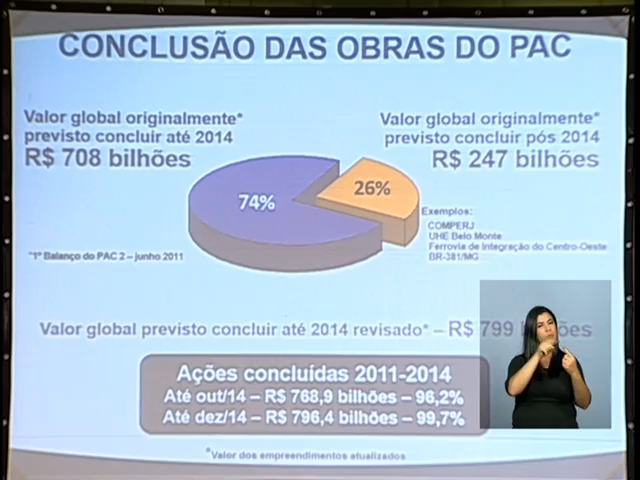 CONCLUSÃO DAS OBRAS DO PAC
Valor global originalmente*
previsto concluir até 2014
R$ 708 bilhões
Valor global originalmente*
previsto concluir pós 2014
R$ 247 bilhões
74%
26%
Exemplos:
COMPERJ
UHE Belo Monte
Ferrovia de Integração do Centro-Oeste
BR-381/MG
*1º Balanço do PAC 2 – junho 2011
Valor global previsto concluir até 2014 revisado* – R$ 799
Ações concluídas 2011-2014
Até out/14 – R$ 768,9 bilhões – 96,2%
Até dez/14 – R$ 796,4 bilhões – 99,7%
*Valor dos empreendimentos atualizados